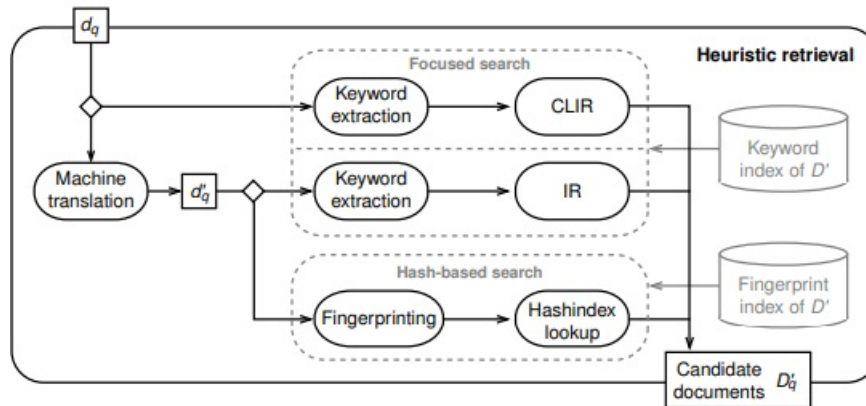 d_q
Heuristic retrieval
Focused search
Keyword
extraction
CLIR
Keyword
index of D'
Machine
translation
d'_q
Keyword
extraction
IR
Hash-based search
Fingerprinting
Hashindex
lookup
Fingerprint
index of D'
Candidate
documents D'_q